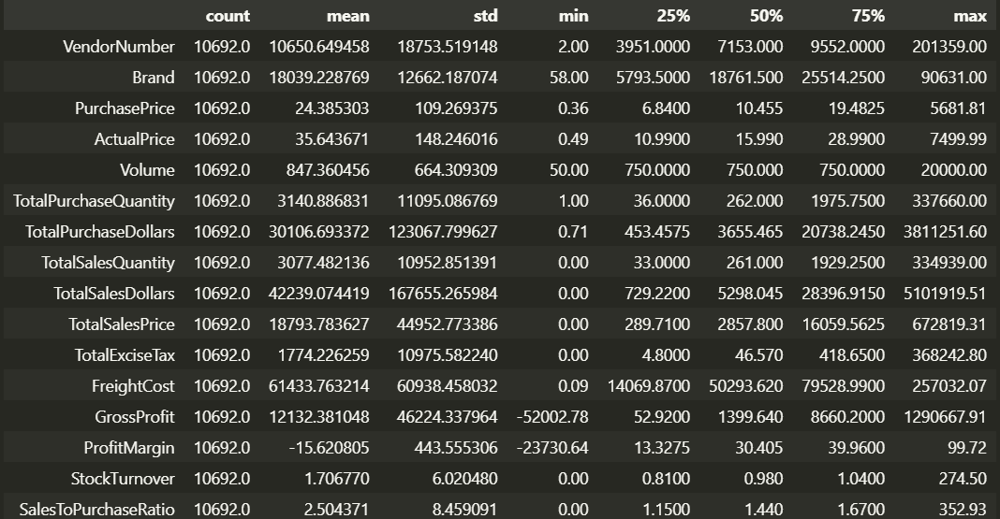 count mean std min 25% 50% 75% max
VendorNumber 10692.0 10650.649458 18753.519148 2.00 3951.0000 7153.000 9552.0000 201359.00
Brand 10692.0 18039.228769 12662.187074 58.00 5793.5000 18761.500 25514.2500 90631.00
PurchasePrice 10692.0 24.385303 109.269375 0.36 6.8400 10.455 19.4825 5681.81
ActualPrice 10692.0 35.643671 148.246016 0.49 10.9900 15.990 28.9900 7499.99
Volume 10692.0 847.360456 664.309309 50.00 750.0000 750.000 750.0000 20000.00
TotalPurchaseQuantity 10692.0 3140.886831 11095.086769 1.00 36.0000 262.000 1975.7500 337660.00
TotalPurchaseDollars 10692.0 30106.693372 123067.799627 0.71 453.4575 3655.465 20738.2450 3811251.60
TotalSalesQuantity 10692.0 3077.482136 10952.851391 0.00 33.0000 261.000 1929.2500 334939.00
TotalSalesDollars 10692.0 42239.074419 167655.265984 0.00 729.2200 5298.045 28396.9150 5101919.51
TotalSalesPrice 10692.0 18793.783627 44952.773386 0.00 289.7100 2857.800 16059.5625 672819.31
TotalExciseTax 10692.0 1774.226259 10975.582240 0.00 4.8000 46.570 418.6500 368242.80
FreightCost 10692.0 61433.763214 60938.458032 0.09 14069.8700 50293.620 79528.9900 257032.07
GrossProfit 10692.0 12132.381048 46224.337964 -52002.78 52.9200 1399.640 8660.2000 1290667.91
ProfitMargin 10692.0 -15.620805 443.555306 -23730.64 13.3275 30.405 39.9600 99.72
StockTurnover 10692.0 1.706770 6.020480 0.00 0.8100 0.980 1.0400 274.50
SalesToPurchaseRatio 10692.0 2.504371 8.459091 0.00 1.1500 1.440 1.6700 352.93